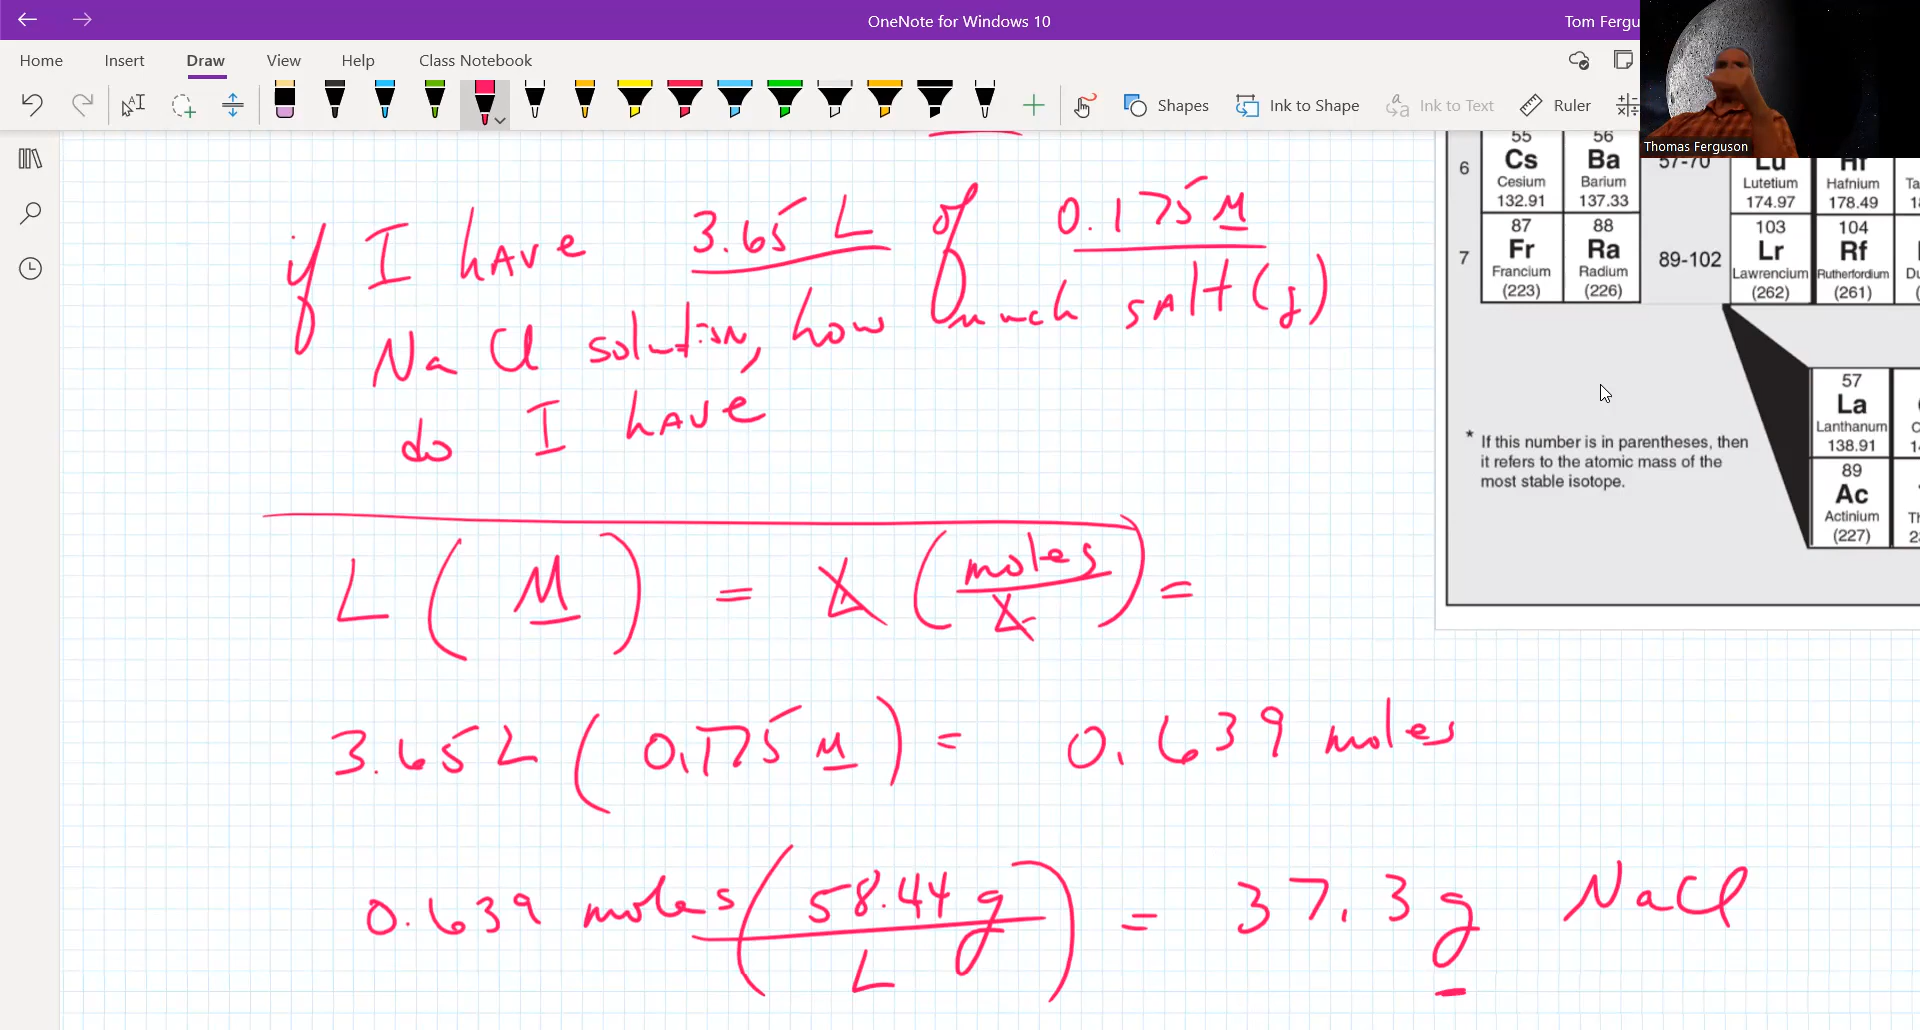 OneNote for Windows 10
Tom Fergu
Home Insert Draw View Help Class Notebook
Shapes Ink to Shape Ink to Text Ruler
Thomas Ferguson
if I have 3.65 L of 0.175 M
NaCl solution, how much salt (g)
do I have
L ( M ) = L ( moles / L ) =
3.65 L ( 0.175 M ) = 0.639 moles
0.639 moles ( 58.44 g / L ) = 37.3 g NaCl
55 56
6 Cs Ba 57-70 Lu Hf
Cesium Barium Lutetium Hafnium Ta
132.91 137.33 174.97 178.49
87 88 103 104
7 Fr Ra 89-102 Lr Rf
Francium Radium Lawrencium Rutherfordium Du
(223) (226) (262) (261)
57
La
Lanthanum
138.91
89
Ac
Actinium
(227)
* If this number is in parentheses, then
it refers to the atomic mass of the
most stable isotope.